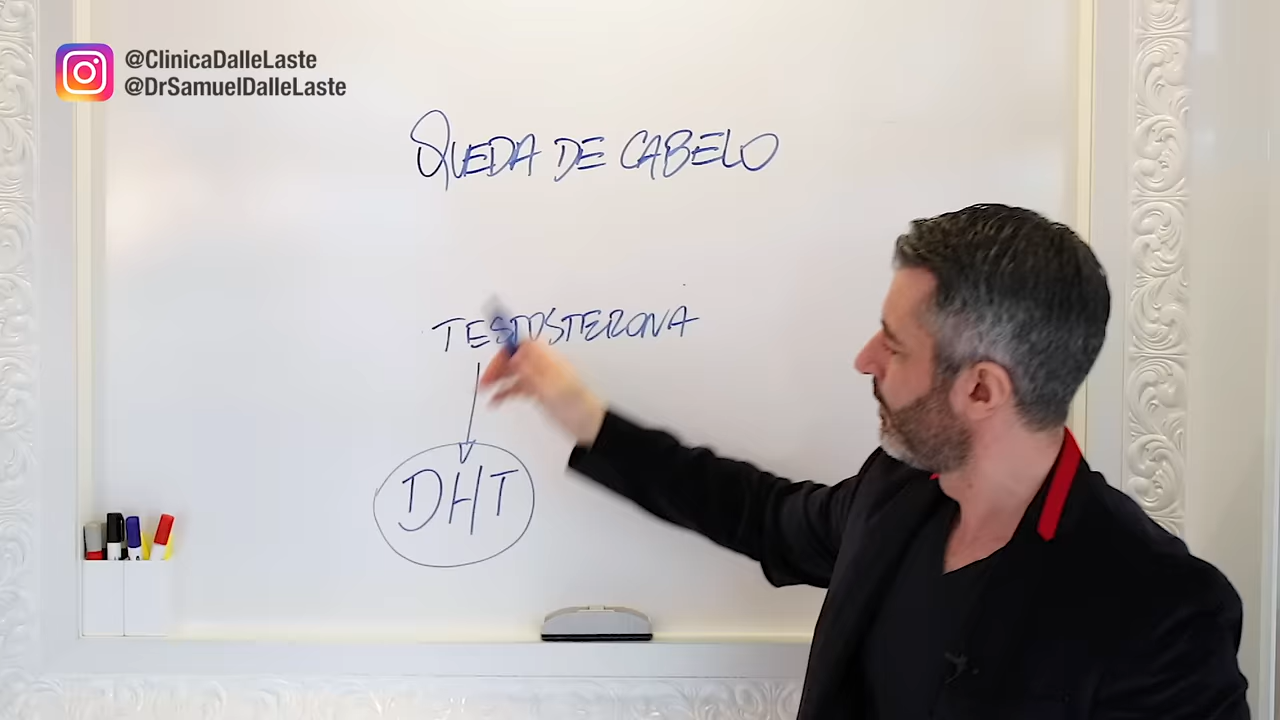 @ClinicaDalleLaste
@DrSamuelDalleLaste
QUEDA DE CABELO
TESTOSTERONA
DHT